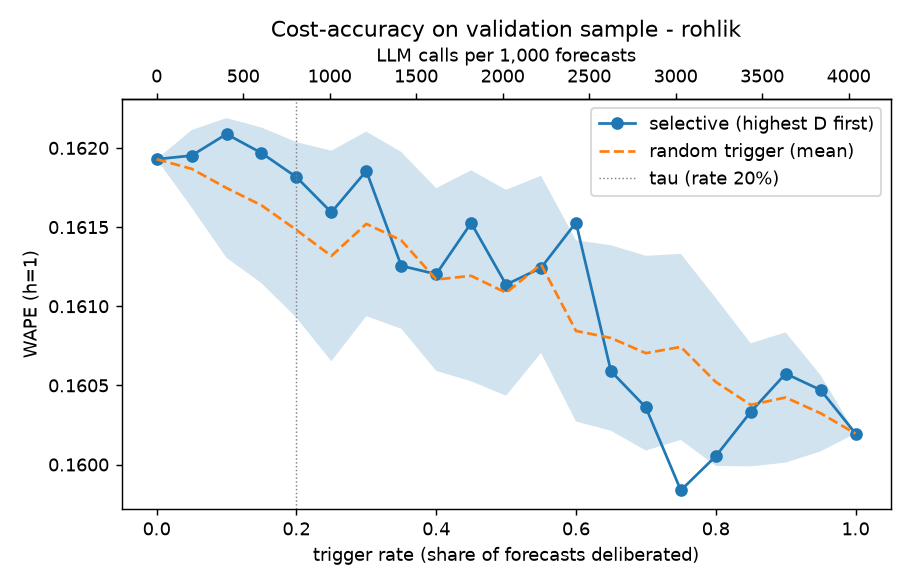 Cost-accuracy on validation sample - rohlik
LLM calls per 1,000 forecasts
0 500 1000 1500 2000 2500 3000 3500 4000
selective (highest D first)
random trigger (mean)
tau (rate 20%)
WAPE (h=1)
0.1620
0.1615
0.1610
0.1605
0.1600
0.0 0.2 0.4 0.6 0.8 1.0
trigger rate (share of forecasts deliberated)